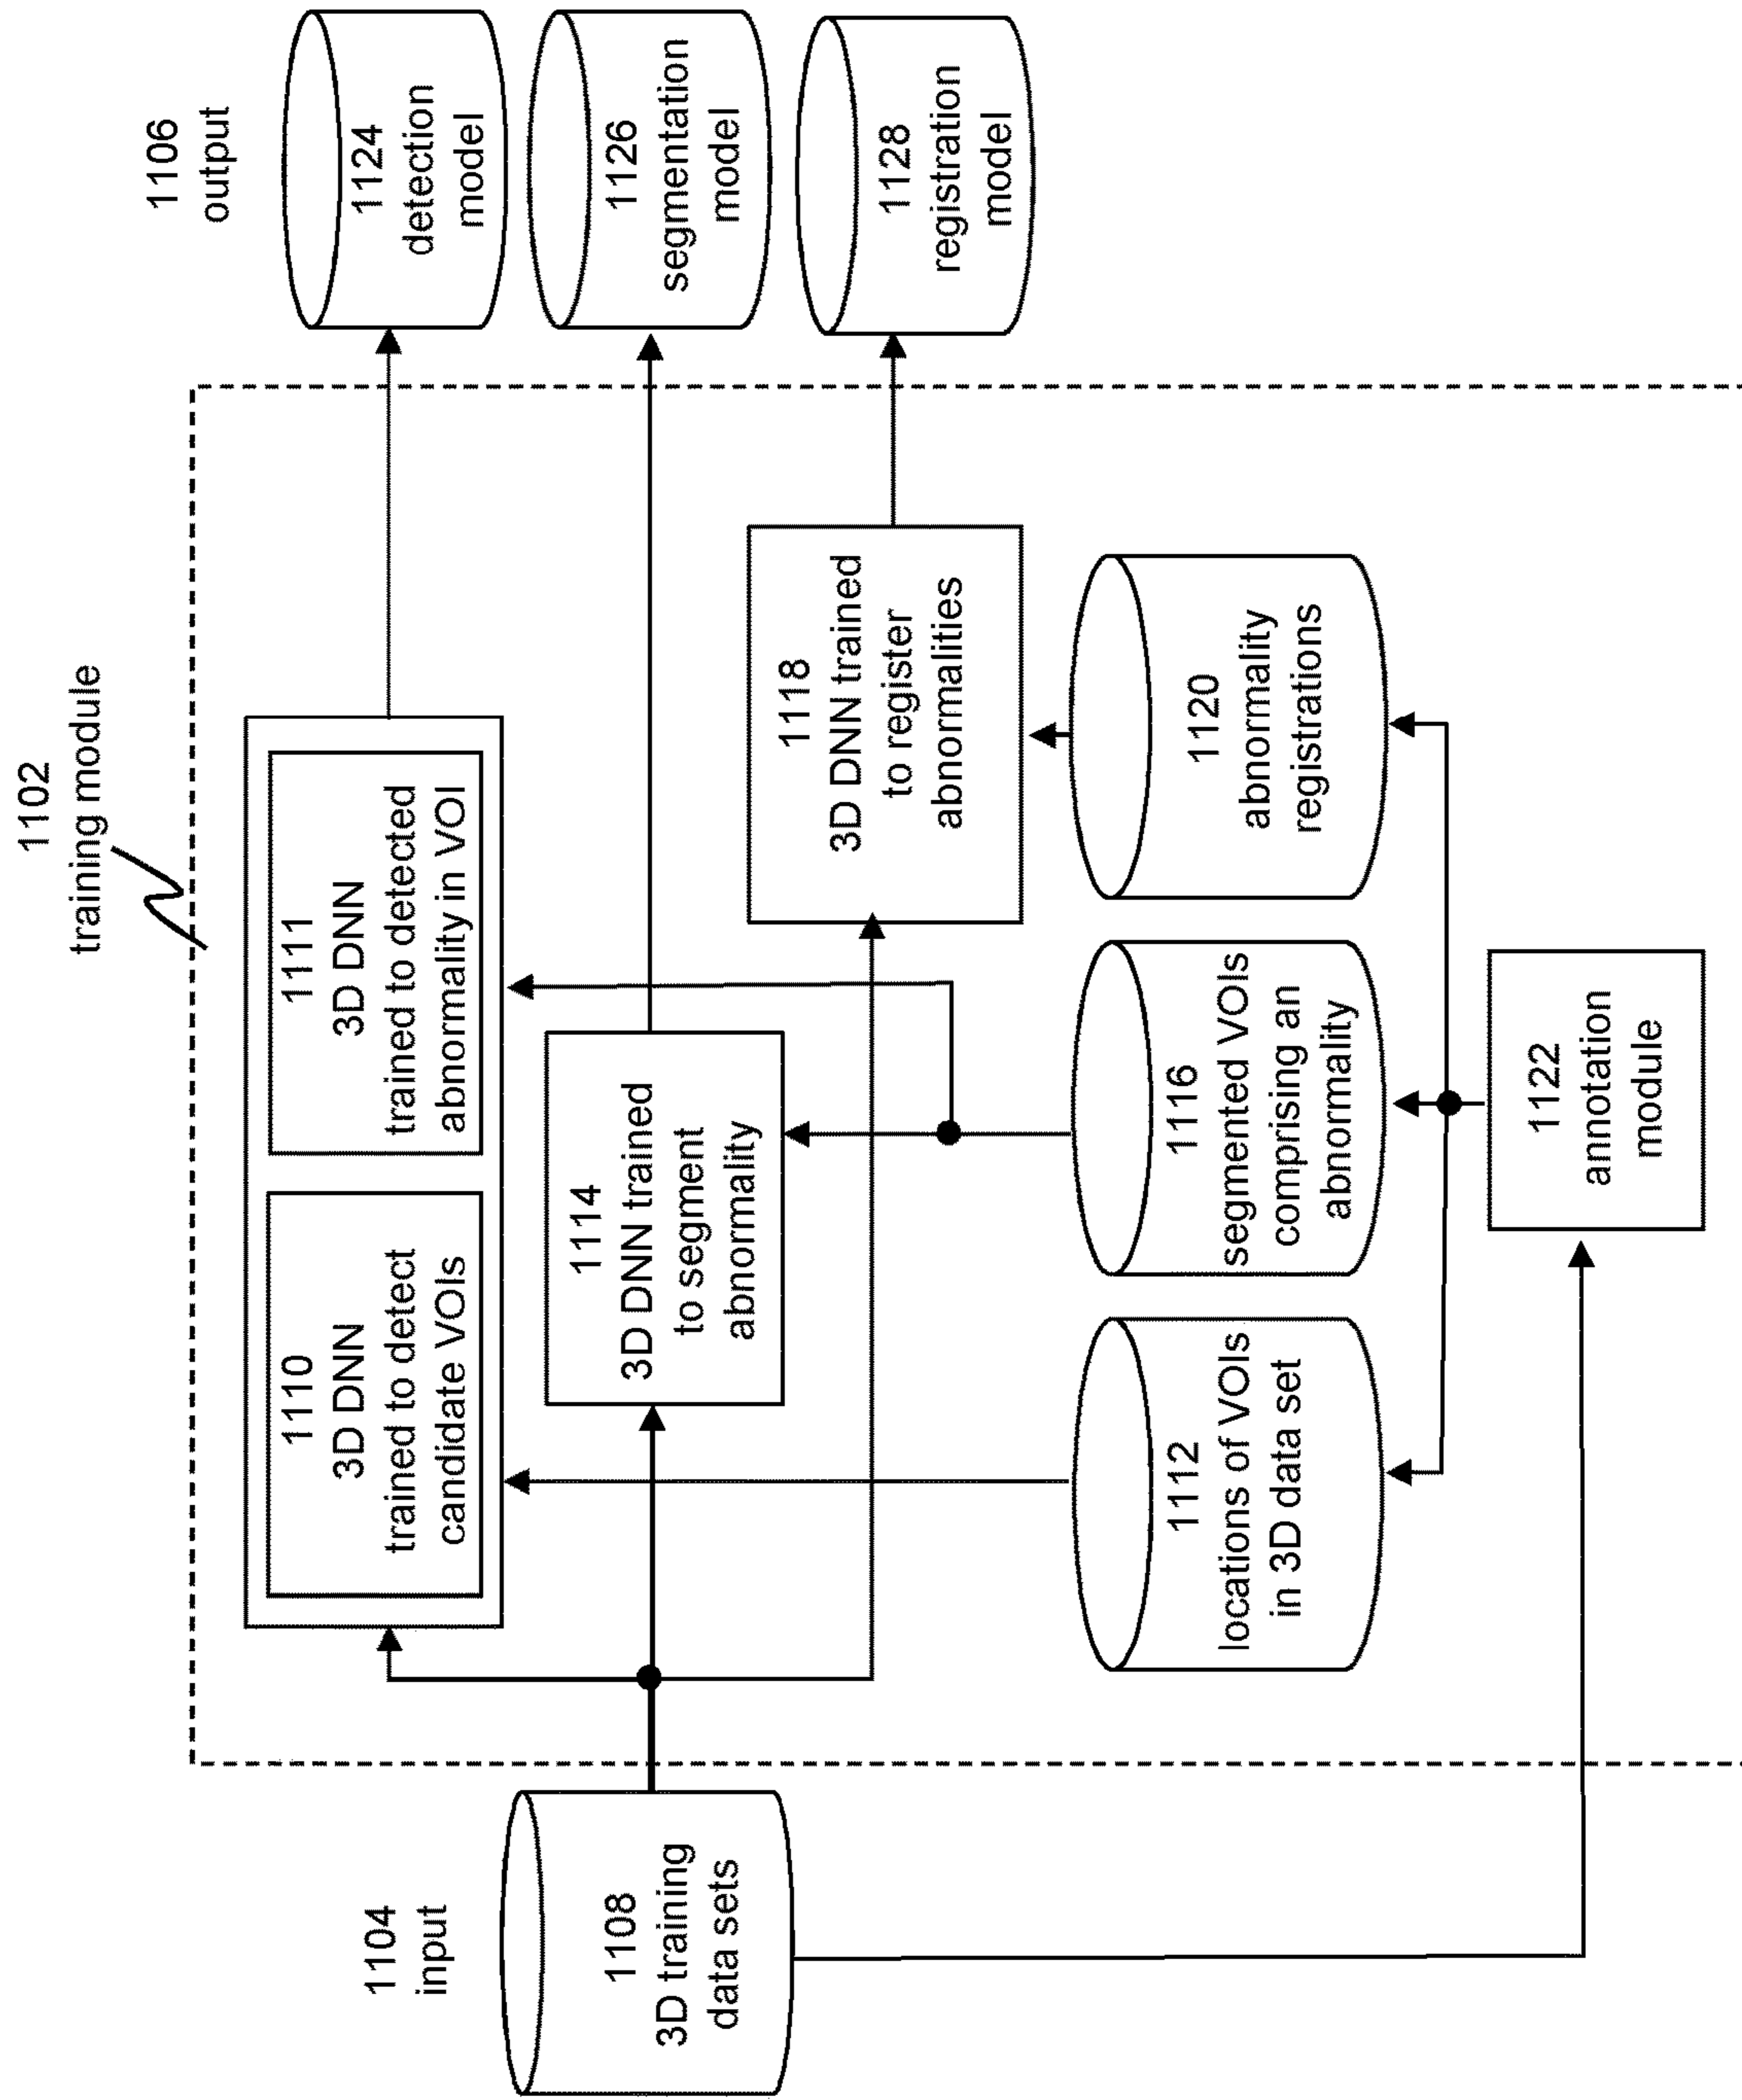 1102
training module
1104
input
1106
output
1108
3D training
data sets
1110
3D DNN
trained to detect
candidate VOIs
1111
3D DNN
trained to detected
abnormality in VOI
1124
detection
model
1114
3D DNN trained
to segment
abnormality
1126
segmentation
model
1118
3D DNN trained
to register
abnormalities
1128
registration
model
1112
locations of VOIs
in 3D data set
1116
segmented VOIs
comprising an
abnormality
1120
abnormality
registrations
1122
annotation
module